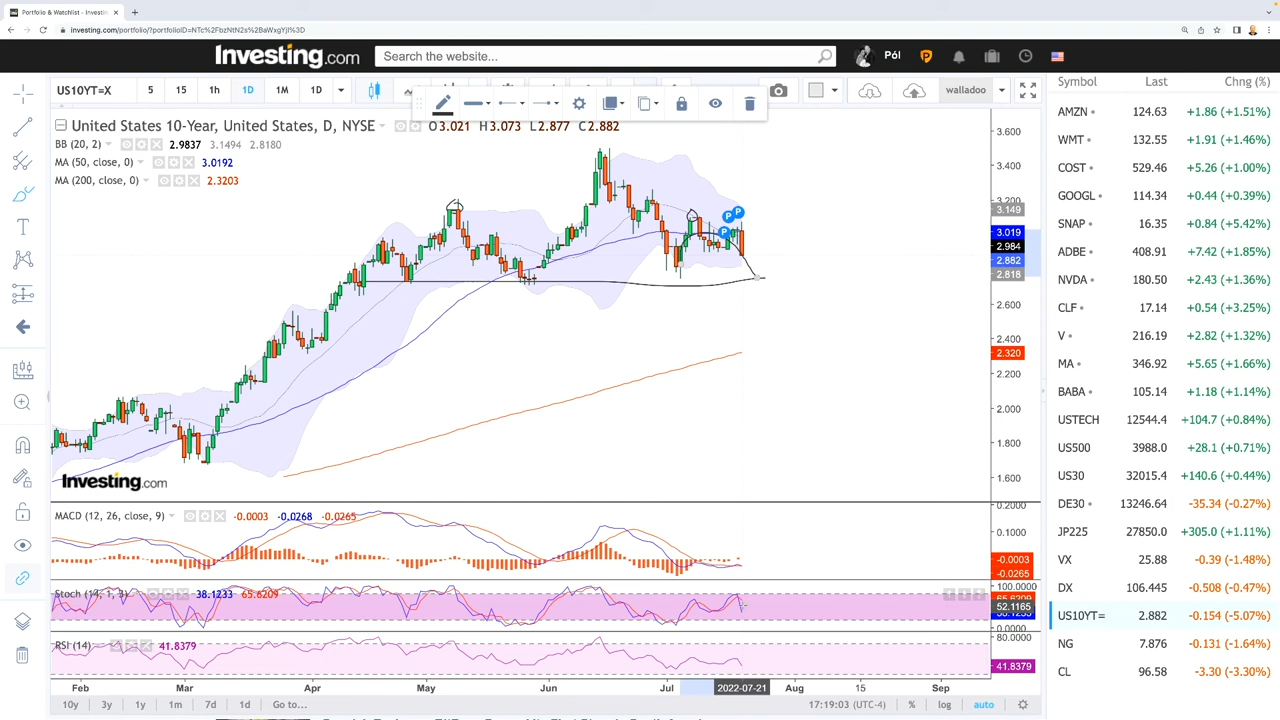 Portfolio & Watchlist - Investin
investing.com/portfolio/?portfolioID=NTc%2FbzNtN2s%2BaWxgYjI%3D
Investing.com
Search the website...
Pól
US10YT=X 5 15 1h 1D 1M 1D
walladoo
United States 10-Year, United States, D, NYSE O3.021 H3.073 L2.877 C2.882
BB (20, 2) 2.9837 3.1494 2.8180
MA (50, close, 0) 3.0192
MA (200, close, 0) 2.3203
P P P
3.600
3.400
3.200
3.149
3.019
2.984
2.882
2.818
2.600
2.400
2.320
2.200
2.000
1.800
1.600
Investing.com
MACD (12, 26, close, 9) -0.0003 -0.0268 -0.0265
0.2000
0.1000
-0.0003
-0.0265
Stoch (14, 1, 3) 38.1233 65.6209
100.0000
65.6209
52.1165
38.1233
0.0000
RSI (14) 41.8379
80.0000
41.8379
Feb Mar Apr May Jun Jul 2022-07-21 Aug 15 Sep
10y 3y 1y 1m 7d 1d Go to...
17:19:03 (UTC-4) % log auto
Symbol Last Chng (%)
AMZN 124.63 +1.86 (+1.51%)
WMT 132.55 +1.91 (+1.46%)
COST 529.46 +5.26 (+1.00%)
GOOGL 114.34 +0.44 (+0.39%)
SNAP 16.35 +0.84 (+5.42%)
ADBE 408.91 +7.42 (+1.85%)
NVDA 180.50 +2.43 (+1.36%)
CLF 17.14 +0.54 (+3.25%)
V 216.19 +2.82 (+1.32%)
MA 346.92 +5.65 (+1.66%)
BABA 105.14 +1.18 (+1.14%)
USTECH 12544.4 +104.7 (+0.84%)
US500 3988.0 +28.1 (+0.71%)
US30 32015.4 +140.6 (+0.44%)
DE30 13246.64 -35.34 (-0.27%)
JP225 27850.0 +305.0 (+1.11%)
VX 25.88 -0.39 (-1.48%)
DX 106.445 -0.508 (-0.47%)
US10YT= 2.882 -0.154 (-5.07%)
NG 7.876 -0.131 (-1.64%)
CL 96.58 -3.30 (-3.30%)